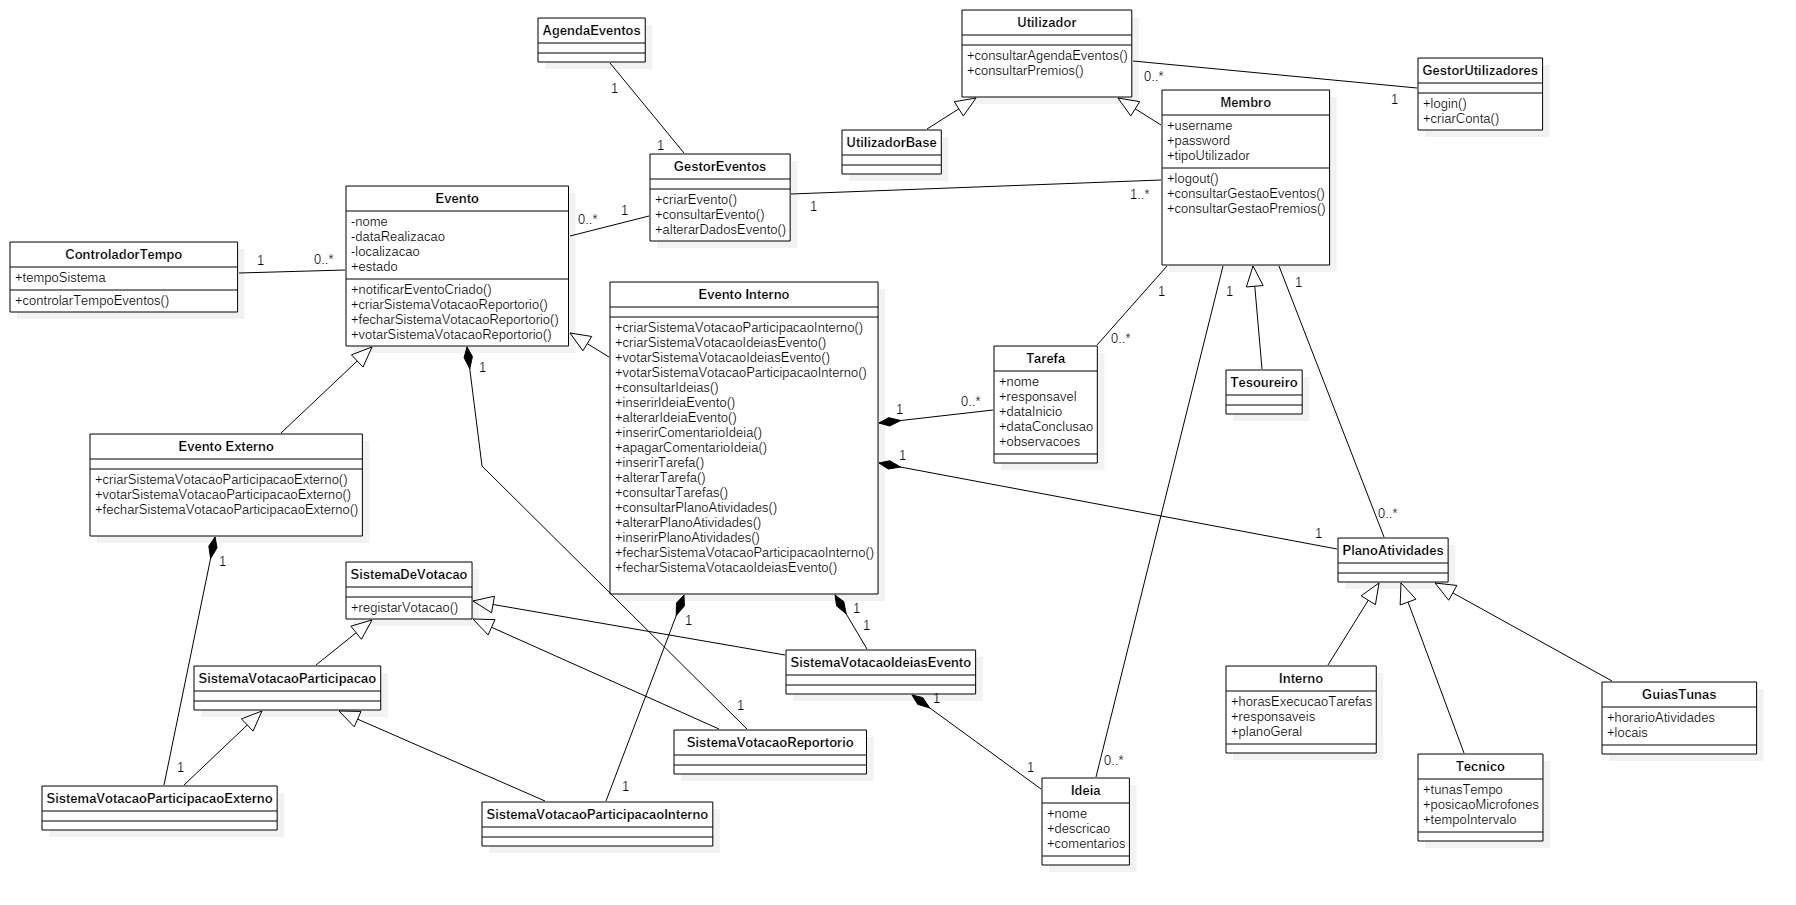 AgendaEventos
1
1
Utilizador
+consultarAgendaEventos()
+consultarPremios()
0..*
1
GestorUtilizadores
+login()
+criarConta()
UtilizadorBase
Membro
+username
+password
+tipoUtilizador
+logout()
+consultarGestaoEventos()
+consultarGestaoPremios()
GestorEventos
+criarEvento()
+consultarEvento()
+alterarDadosEvento()
1
1..*
0..*
1
Evento
-nome
-dataRealizacao
-localizacao
+estado
+notificarEventoCriado()
+criarSistemaVotacaoReportorio()
+fecharSistemaVotacaoReportorio()
+votarSistemaVotacaoReportorio()
ControladorTempo
+tempoSistema
+controlarTempoEventos()
1
0..*
Evento Interno
+criarSistemaVotacaoParticipacaoInterno()
+criarSistemaVotacaoIdeiasEvento()
+votarSistemaVotacaoIdeiasEvento()
+votarSistemaVotacaoParticipacaoInterno()
+consultarIdeias()
+inserirIdeiaEvento()
+alterarIdeiaEvento()
+inserirComentarioIdeia()
+apagarComentarioIdeia()
+inserirTarefa()
+alterarTarefa()
+consultarTarefas()
+consultarPlanoAtividades()
+alterarPlanoAtividades()
+inserirPlanoAtividades()
+fecharSistemaVotacaoParticipacaoInterno()
+fecharSistemaVotacaoIdeiasEvento()
1
0..*
1
1
1
0..*
Tarefa
+nome
+responsavel
+dataInicio
+dataConclusao
+observacoes
1
0..*
Tesoureiro
1
1
0..*
PlanoAtividades
Evento Externo
+criarSistemaVotacaoParticipacaoExterno()
+votarSistemaVotacaoParticipacaoExterno()
+fecharSistemaVotacaoParticipacaoExterno()
1
1
SistemaDeVotacao
+registarVotacao()
1
1
1
SistemaVotacaoIdeiasEvento
1
1
SistemaVotacaoParticipacao
1
SistemaVotacaoReportorio
SistemaVotacaoParticipacaoExterno
1
SistemaVotacaoParticipacaoInterno
Ideia
+nome
+descricao
+comentarios
Interno
+horasExecucaoTarefas
+responsaveis
+planoGeral
Tecnico
+tunasTempo
+posicaoMicrofones
+tempoIntervalo
GuiasTunas
+horarioAtividades
+locais